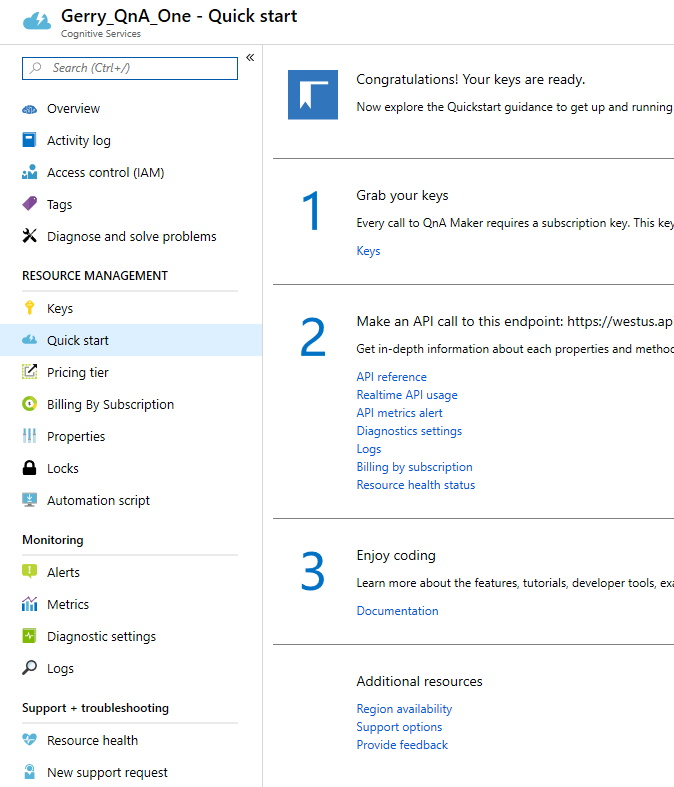 Gerry_QnA_One - Quick start
Cognitive Services
Search (Ctrl+/)
«
Overview
Activity log
Access control (IAM)
Tags
Diagnose and solve problems
RESOURCE MANAGEMENT
Keys
Quick start
Pricing tier
Billing By Subscription
Properties
Locks
Automation script
Monitoring
Alerts
Metrics
Diagnostic settings
Logs
Support + troubleshooting
Resource health
New support request
Congratulations! Your keys are ready.
Now explore the Quickstart guidance to get up and running
1
Grab your keys
Every call to QnA Maker requires a subscription key. This key
Keys
2
Make an API call to this endpoint: https://westus.api
Get in-depth information about each properties and
API reference
Realtime API usage
API metrics alert
Diagnostics settings
Logs
Billing by subscription
Resource health status
3
Enjoy coding
Learn more about the features, tutorials, developer tools,
Documentation
Additional resources
Region availability
Support options
Provide feedback